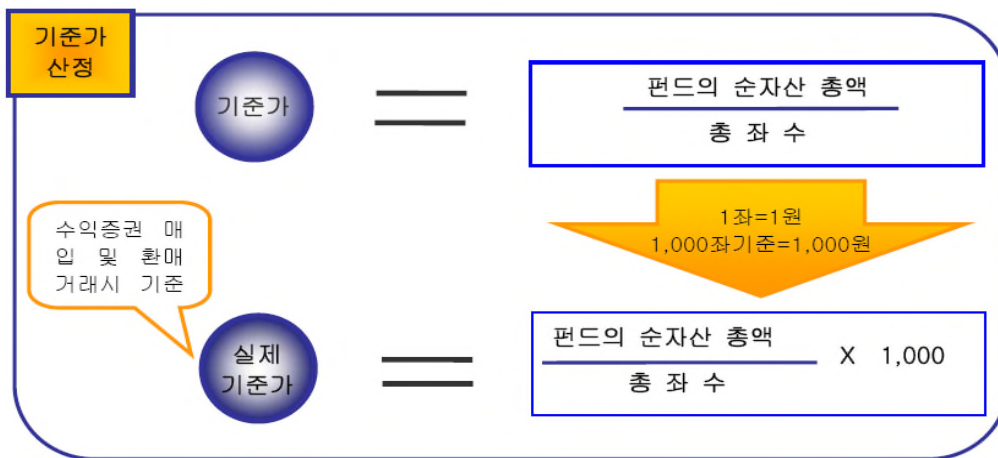 기준가
산정
기준가
펀드의 순자산 총액
총 좌 수
1좌=1원
1,000좌기준=1,000원
수익증권 매
입 및 환매
거래시 기준
실제
기준가
펀드의 순자산 총액
총 좌 수
X 1,000